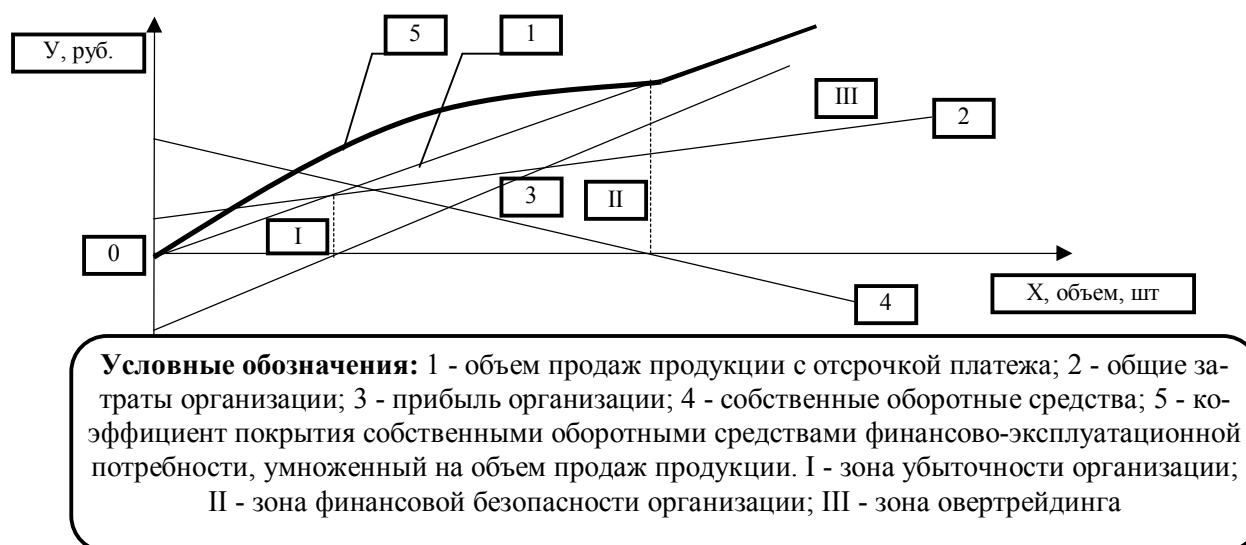 5
1
У, руб.
III
2
3
II
I
0
Х, объем, шт
4
Условные обозначения: 1 - объем продаж продукции с отсрочкой платежа; 2 - общие за-
траты организации; 3 - прибыль организации; 4 - собственные оборотные средства; 5 - ко-
эффициент покрытия собственными оборотными средствами финансово-эксплуатационной
потребности, умноженный на объем продаж продукции. I - зона убыточности организации;
II - зона финансовой безопасности организации; III - зона овертрейдинга